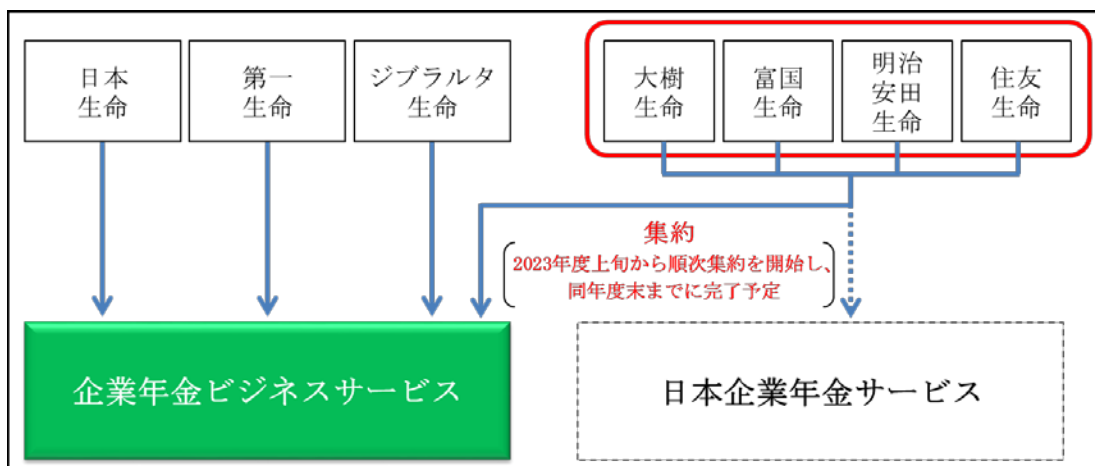 日本
生命
第一
生命
ジブラルタ
生命
大樹
生命
富国
生命
明治
安田
生命
住友
生命
集約
2023年度上旬から順次集約を開始し、
同年度末までに完了予定
企業年金ビジネスサービス
日本企業年金サービス